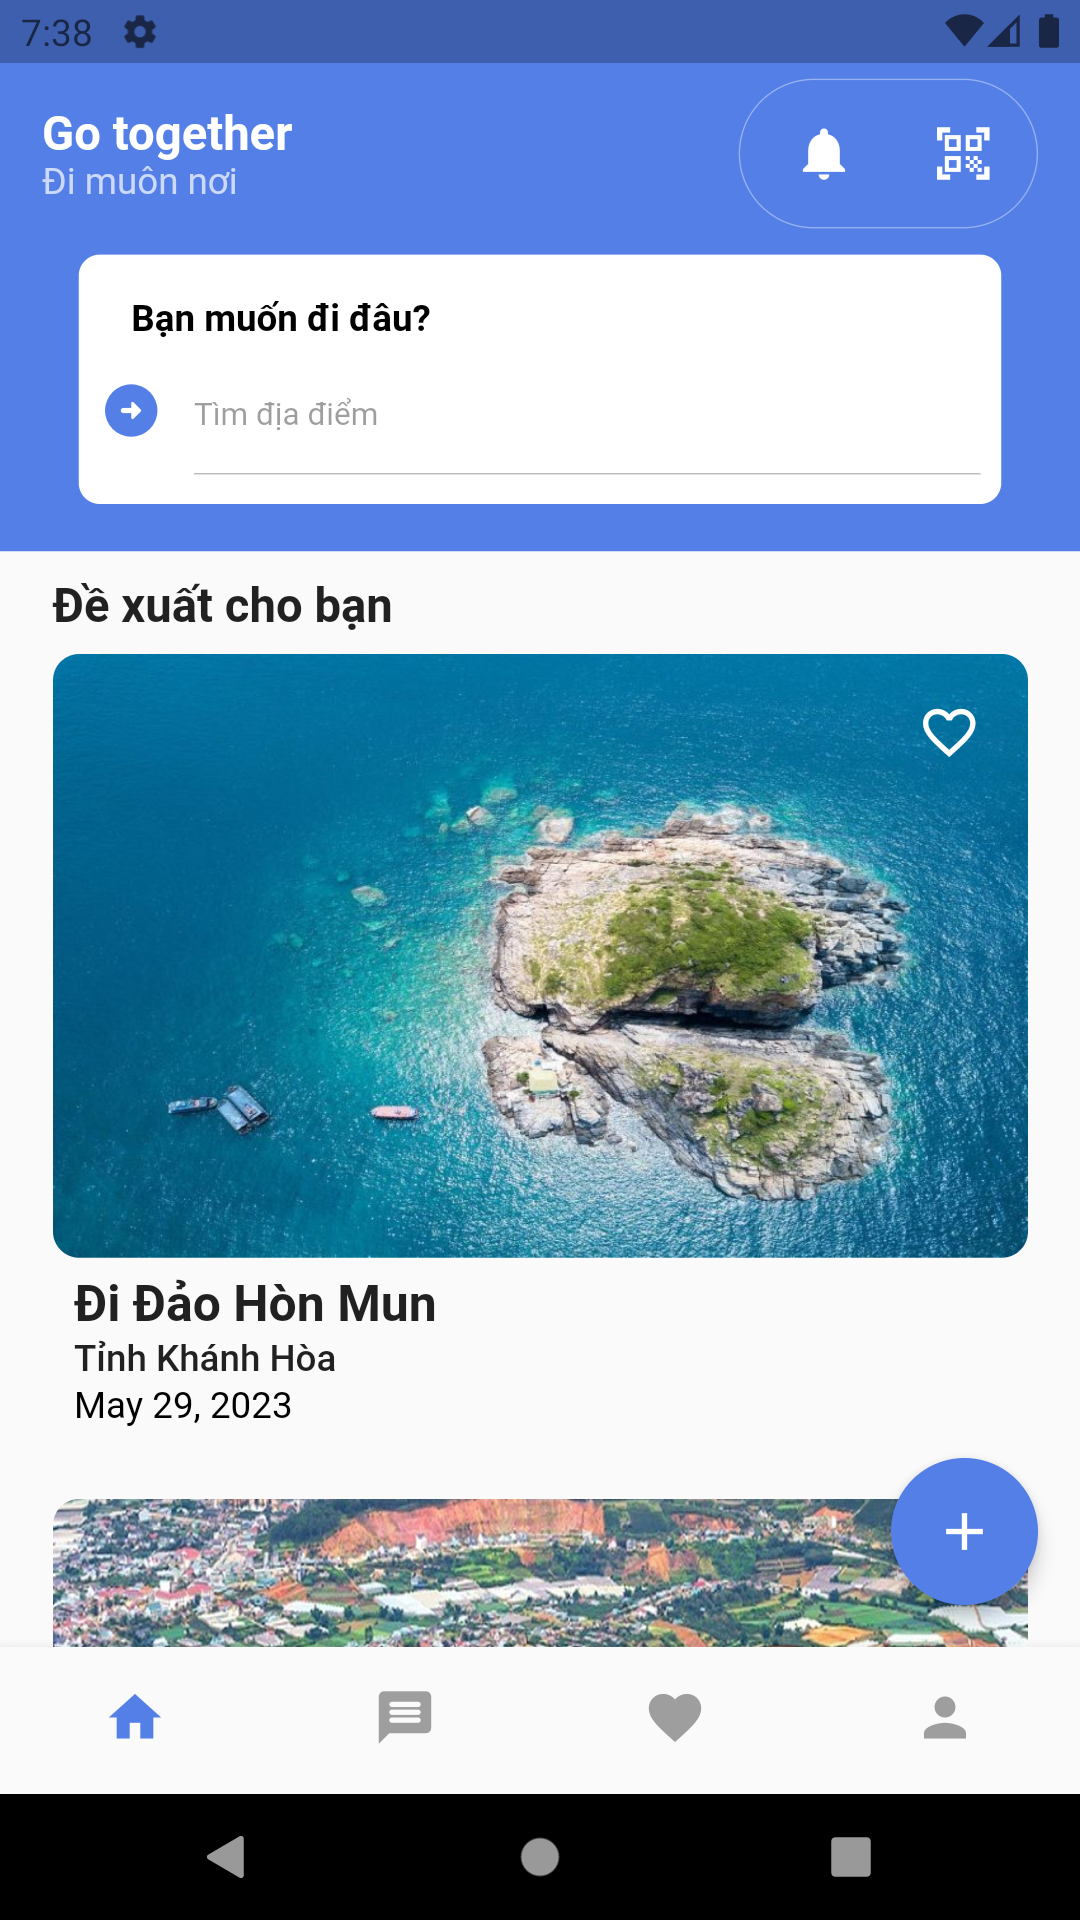 7:38
Go together
Đi muôn nơi
Bạn muốn đi đâu?
Tìm địa điểm
Đề xuất cho bạn
Đi Đảo Hòn Mun
Tỉnh Khánh Hòa
May 29, 2023